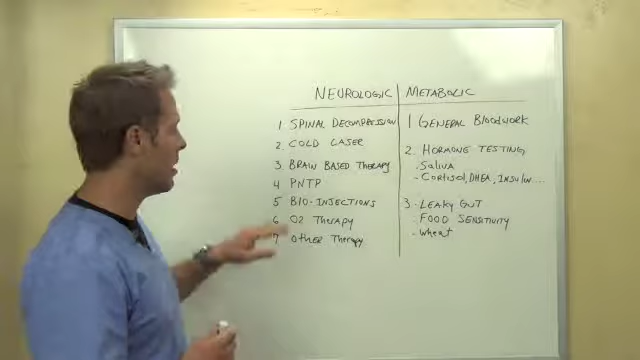 NEUROLOGIC
1 SPINAL DECOMPRESSION
2. COLD LASER
3. BRAIN BASED THERAPY
4 PNTP
5 BIO-INJECTIONS
6 O2 Therapy
7 OTHER Therapy
METABOLIC
1 GENERAL BloodWORK
2. HORMONE TESTING
- Saliva
- Cortisol, DHEA, INSULIN...
3. LEAKY GUT
- FOOD SENSITIVITY
- wheat